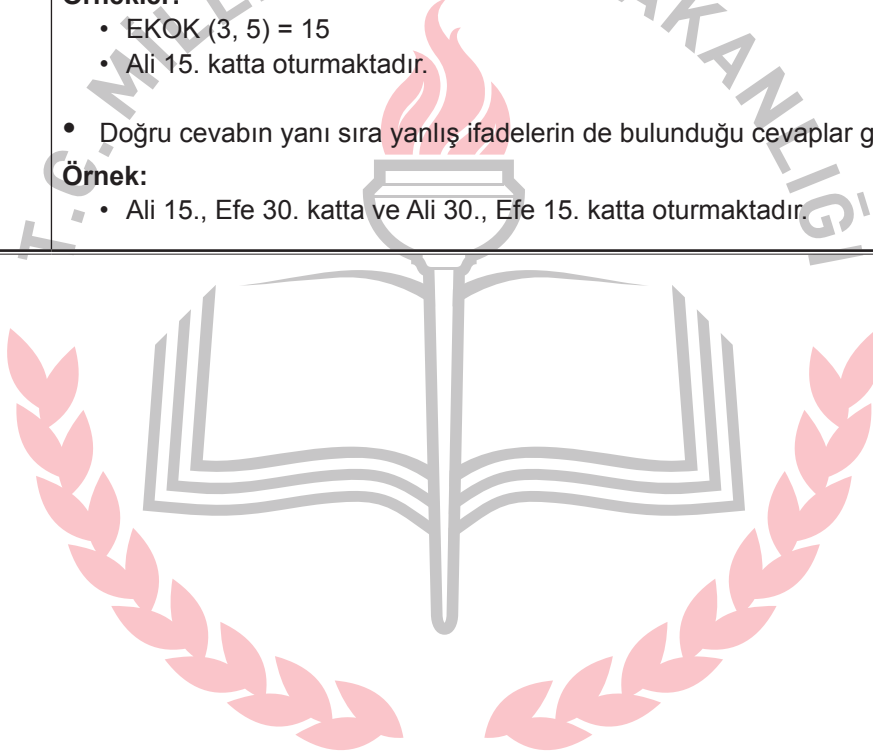 Örnekler:
• EKOK (3, 5) = 15
• Ali 15. katta oturmaktadır.
• Doğru cevabın yanı sıra yanlış ifadelerin de bulunduğu cevaplar g
Örnek:
• Ali 15., Efe 30. katta ve Ali 30., Efe 15. katta oturmaktadır.